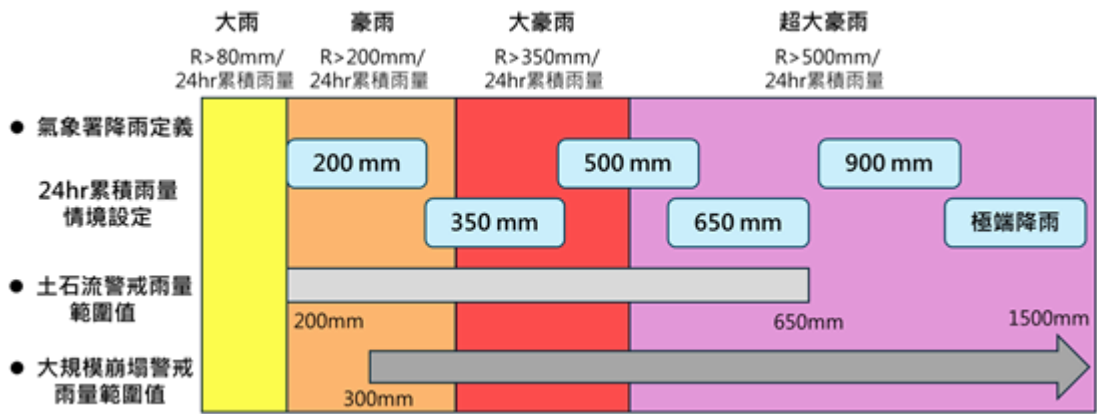 大雨
R>80mm/
24hr累積雨量
豪雨
R>200mm/
24hr累積雨量
大豪雨
R>350mm/
24hr累積雨量
超大豪雨
R>500mm/
24hr累積雨量
● 氣象署降雨定義
24hr累積雨量
情境設定
200 mm
350 mm
500 mm
650 mm
900 mm
極端降雨
● 土石流警戒雨量
範圍值
200mm
650mm
1500mm
● 大規模崩塌警戒
雨量範圍值
300mm